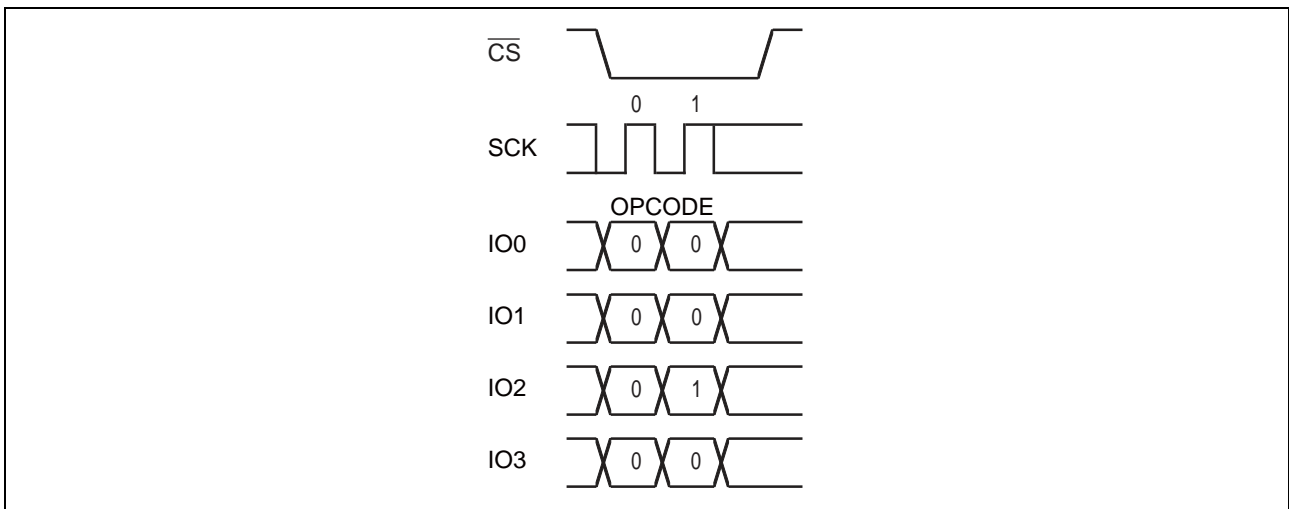 CS
0 1
SCK
OPCODE
IO0 0 0
IO1 0 0
IO2 0 1
IO3 0 0